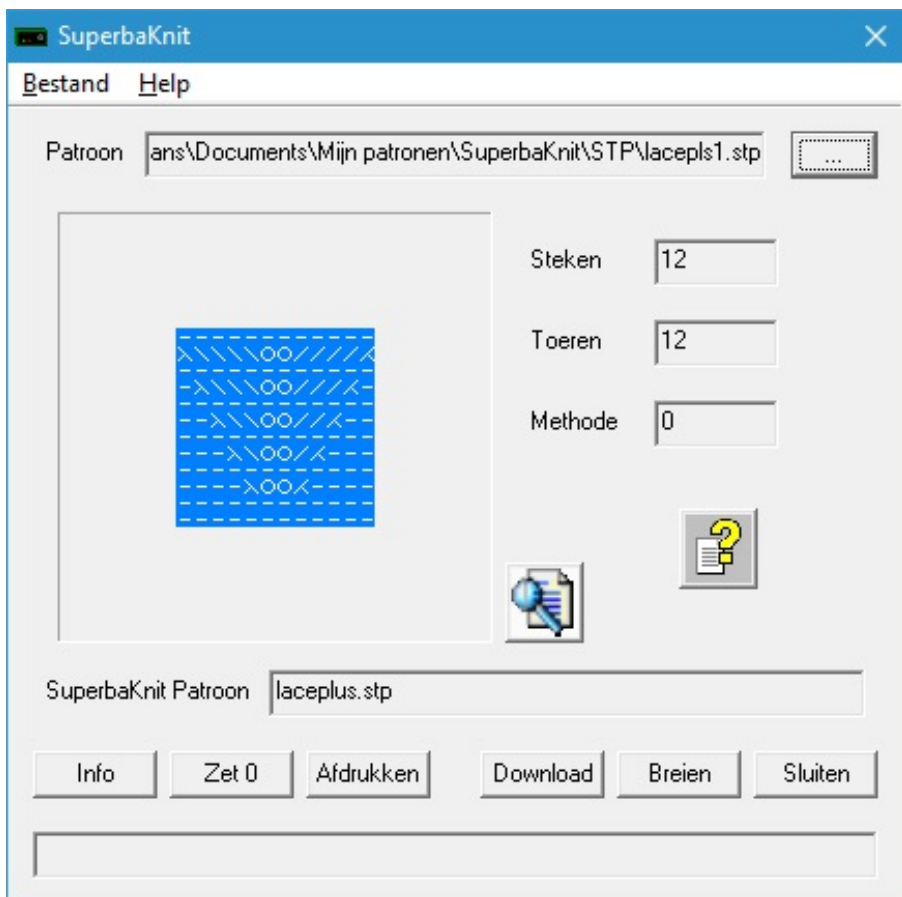 SuperbaKnit
Bestand Help
Patroon ans\Documents\Mijn patronen\SuperbaKnit\STP\lacepls1.stp ...
Steken 12
Toeren 12
Methode 0
SuperbaKnit Patroon laceplus.stp
Info Zet 0 Afdrukken Download Breien Sluiten